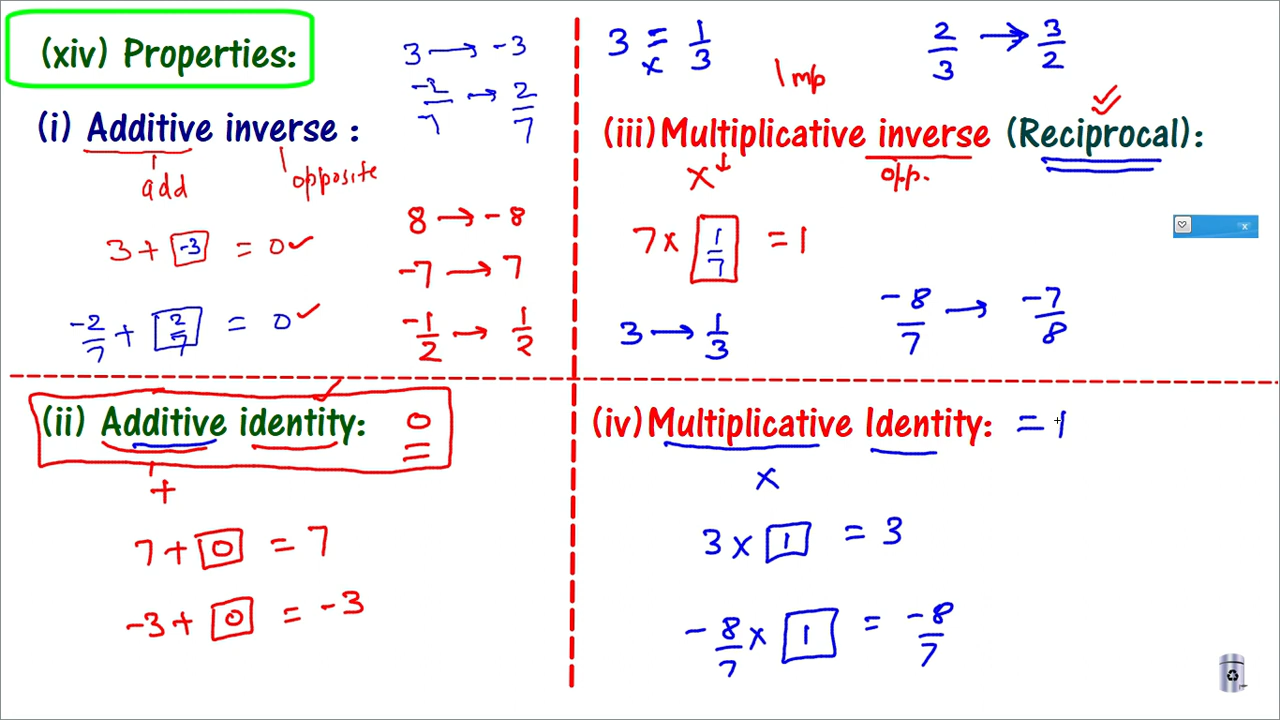 (xiv) Properties:
3 → -3
-2/7 → 2/7
(i) Additive inverse :
add
opposite
3 + -3 = 0 ✓
-2/7 + 2/7 = 0 ✓
8 → -8
-7 → 7
-1/2 → 1/2
3 = 1/3
x
Imp
2/3 → 3/2
(iii) Multiplicative inverse (Reciprocal):
x
opp.
7 x 1/7 = 1
3 → 1/3
-8/7 → -7/8
(ii) Additive identity: 0
+
7 + 0 = 7
-3 + 0 = -3
(iv) Multiplicative Identity: = 1
x
3 x 1 = 3
-8/7 x 1 = -8/7